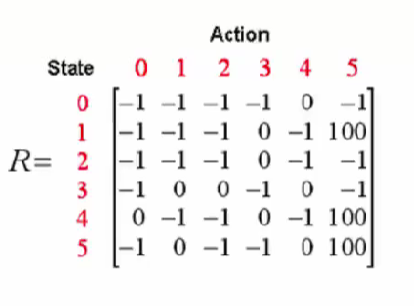 Action
State 0 1 2 3 4 5
0 -1 -1 -1 -1 0 -1
1 -1 -1 -1 0 -1 100
R= 2 -1 -1 -1 0 -1 -1
3 -1 0 0 -1 0 -1
4 0 -1 -1 0 -1 100
5 -1 0 -1 -1 0 100